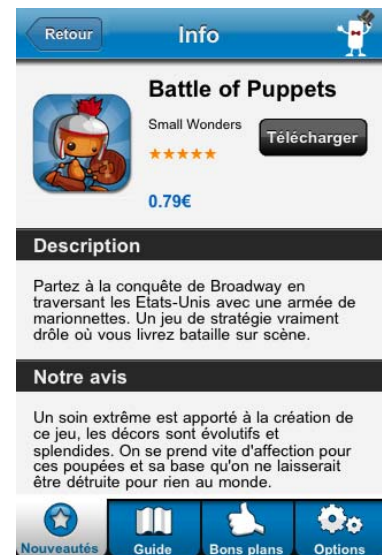 Retour
Info
Battle of Puppets
Small Wonders
Télécharger
0.79€
Description
Partez à la conquête de Broadway en
traversant les Etats-Unis avec une armée de
marionnettes. Un jeu de stratégie vraiment
drôle où vous livrez bataille sur scène.
Notre avis
Un soin extrême est apporté à la création de
ce jeu, les décors sont évolutifs et
splendides. On se prend vite d'affection pour
ces poupées et sa base qu'on ne laisserait
être détruite pour rien au monde.
Nouveautés
Guide
Bons plans
Options